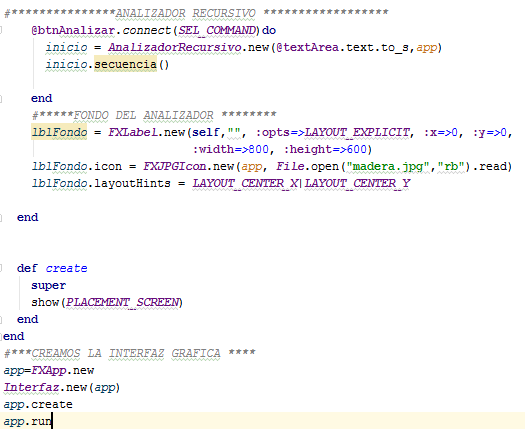 #***************ANALIZADOR RECURSIVO ******************
@btnAnalizar.connect(SEL_COMMAND)do
inicio = AnalizadorRecursivo.new(@textArea.text.to_s,app)
inicio.secuencia()
end
#*****FONDO DEL ANALIZADOR ********
lblFondo = FXLabel.new(self,"", :opts=>LAYOUT_EXPLICIT, :x=>0, :y=>0,
:width=>800, :height=>600)
lblFondo.icon = FXJPGIcon.new(app, File.open("madera.jpg","rb").read)
lblFondo.layoutHints = LAYOUT_CENTER_X|LAYOUT_CENTER_Y
end
def create
super
show(PLACEMENT_SCREEN)
end
end
#***CREAMOS LA INTERFAZ GRAFICA ****
app=FXApp.new
Interfaz.new(app)
app.create
app.run